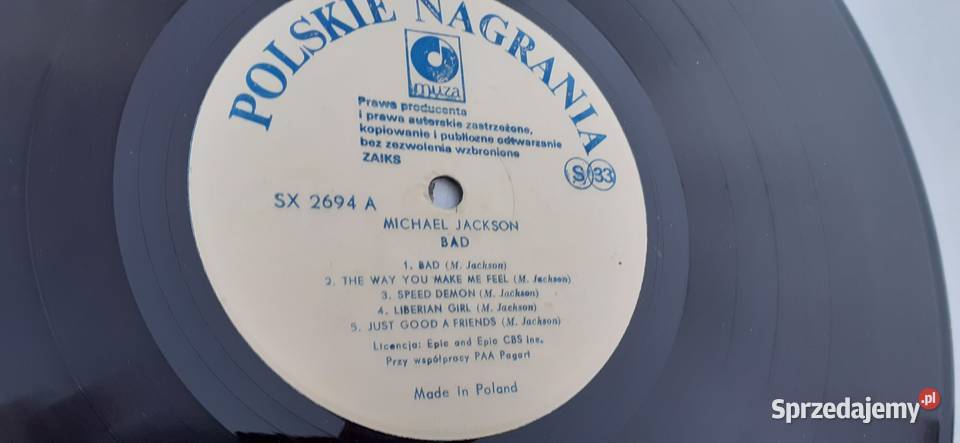 POLSKIE NAGRANIA
muza
Prawa producenta
i prawa autorskie zastrzeżone,
kopiowanie i publiczne odtwarzanie
bez zezwolenia wzbronione
ZAIKS
S 33
SX 2694 A
MICHAEL JACKSON
BAD
1. BAD (M. Jackson)
2. THE WAY YOU MAKE ME FEEL (M. Jackson)
3. SPEED DEMON (M. Jackson)
4. LIBERIAN GIRL (M. Jackson)
5. JUST GOOD A FRIENDS (M. Jackson)
Licencja: Epic and Epic CBS Inc.
Przy współpracy PAA Pagart
Made in Poland
Sprzedajemy.pl